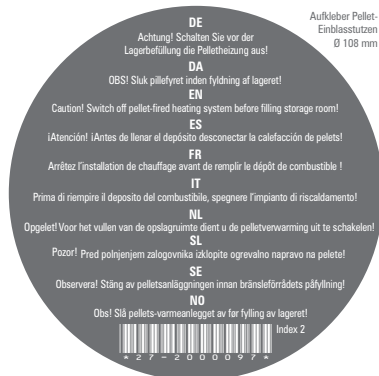 Aufkleber Pellet-
Einblasstutzen
Ø 108 mm
DE
Achtung! Schalten Sie vor der
Lagerbefüllung die Pelletheizung aus!
DA
OBS! Sluk pillefyret inden fyldning af lageret!
EN
Caution! Switch off pellet-fired heating system before filling storage room!
ES
¡Atención! ¡Antes de llenar el depósito desconectar la calefacción de pelets!
FR
Arrêtez l'installation de chauffage avant de remplir le dépôt de combustible !
IT
Prima di riempire il deposito del combustibile, spegnere l'impianto di riscaldamento!
NL
Opgelet! Voor het vullen van de opslagruimte dient u de pelletverwarming uit te schakelen!
SL
Pozor! Pred polnjenjem zalogovnika izklopite ogrevalno napravo na pelete!
SE
Observera! Stäng av pelletsanläggningen innan bränsleförrådets påfyllning!
NO
Obs! Slå pellets-varmeanlegget av før fylling av lageret!
Index 2
*27-2000097*